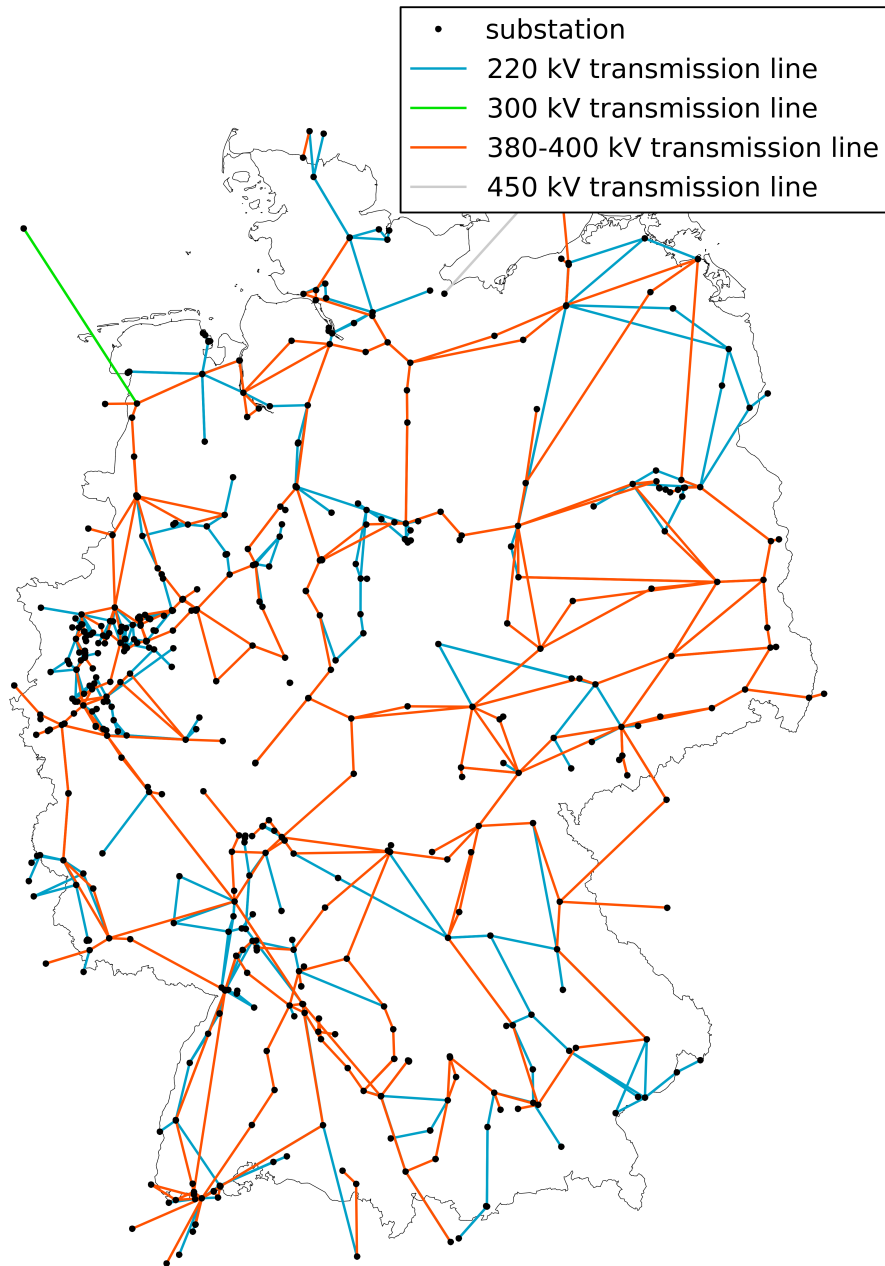 substation
220 kV transmission line
300 kV transmission line
380-400 kV transmission line
450 kV transmission line